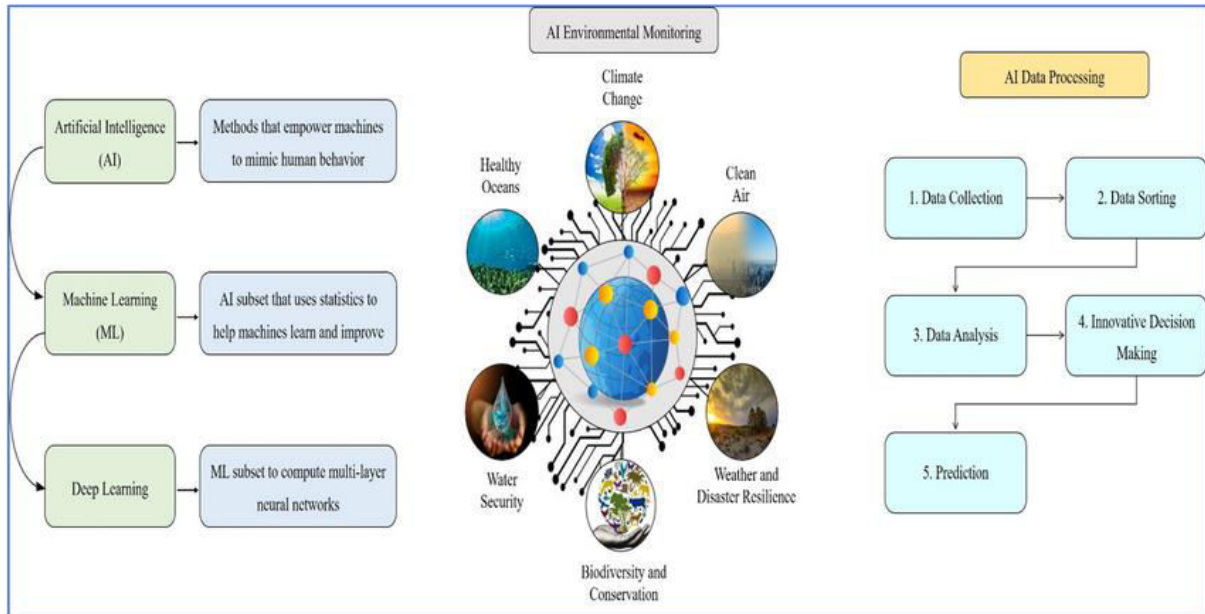 AI Environmental Monitoring
Artificial Intelligence
(AI)
Methods that empower machines
to mimic human behavior
Machine Learning
(ML)
AI subset that uses statistics to
help machines learn and improve
Deep Learning
ML subset to compute multi-layer
neural networks
Climate
Change
Healthy
Oceans
Clean
Air
Water
Security
Weather and
Disaster Resilience
Biodiversity and
Conservation
AI Data Processing
1. Data Collection
2. Data Sorting
3. Data Analysis
4. Innovative Decision
Making
5. Prediction